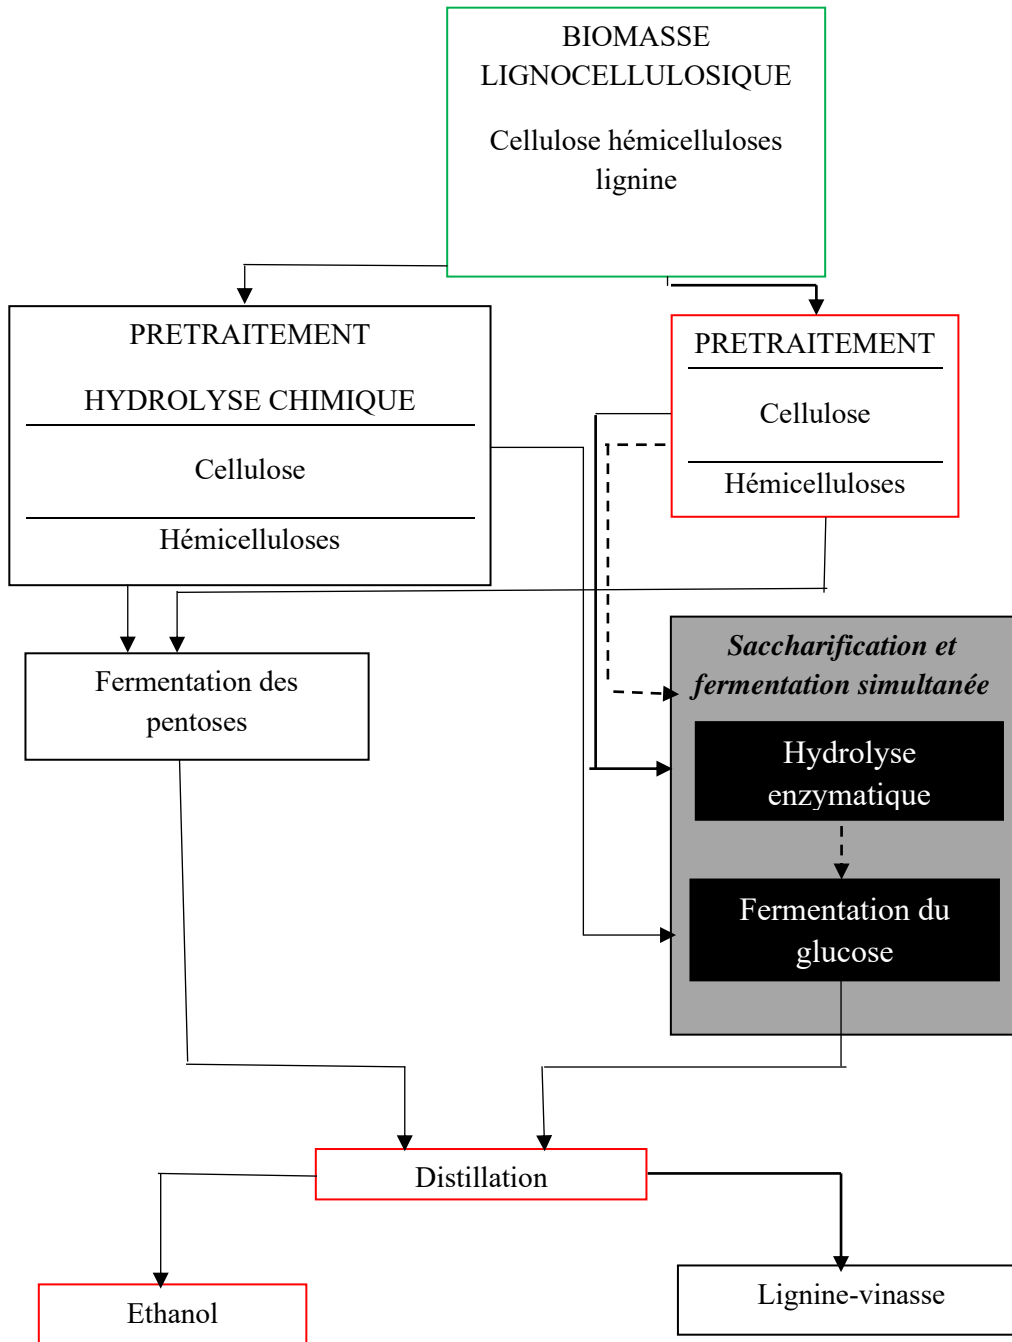 BIOMASSE
LIGNOCELLULOSIQUE
Cellulose hémicelluloses
lignine
PRETRAITEMENT
HYDROLYSE CHIMIQUE
Cellulose
Hémicelluloses
PRETRAITEMENT
Cellulose
Hémicelluloses
Fermentation des
pentoses
Saccharification et
fermentation simultanée
Hydrolyse
enzymatique
Fermentation du
glucose
Distillation
Ethanol
Lignine-vinasse